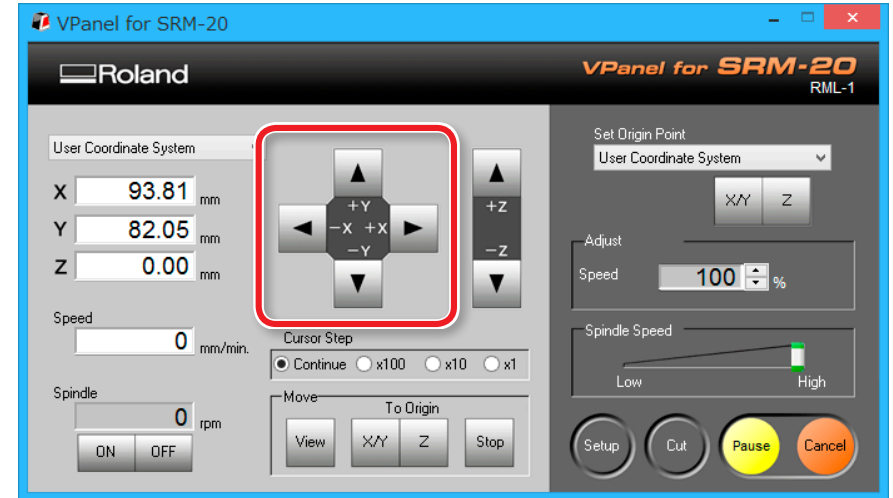 VPanel for SRM-20
Roland
VPanel for SRM-20
RML-1
User Coordinate System
X 93.81 mm
Y 82.05 mm
Z 0.00 mm
Speed
0 mm/min.
Spindle
0 rpm
ON OFF
+Y
-X +X
-Y
+Z
-Z
Cursor Step
Continue x100 x10 x1
Move
To Origin
View X/Y Z Stop
Set Origin Point
User Coordinate System
X/Y Z
Adjust
Speed 100 %
Spindle Speed
Low High
Setup Cut Pause Cancel